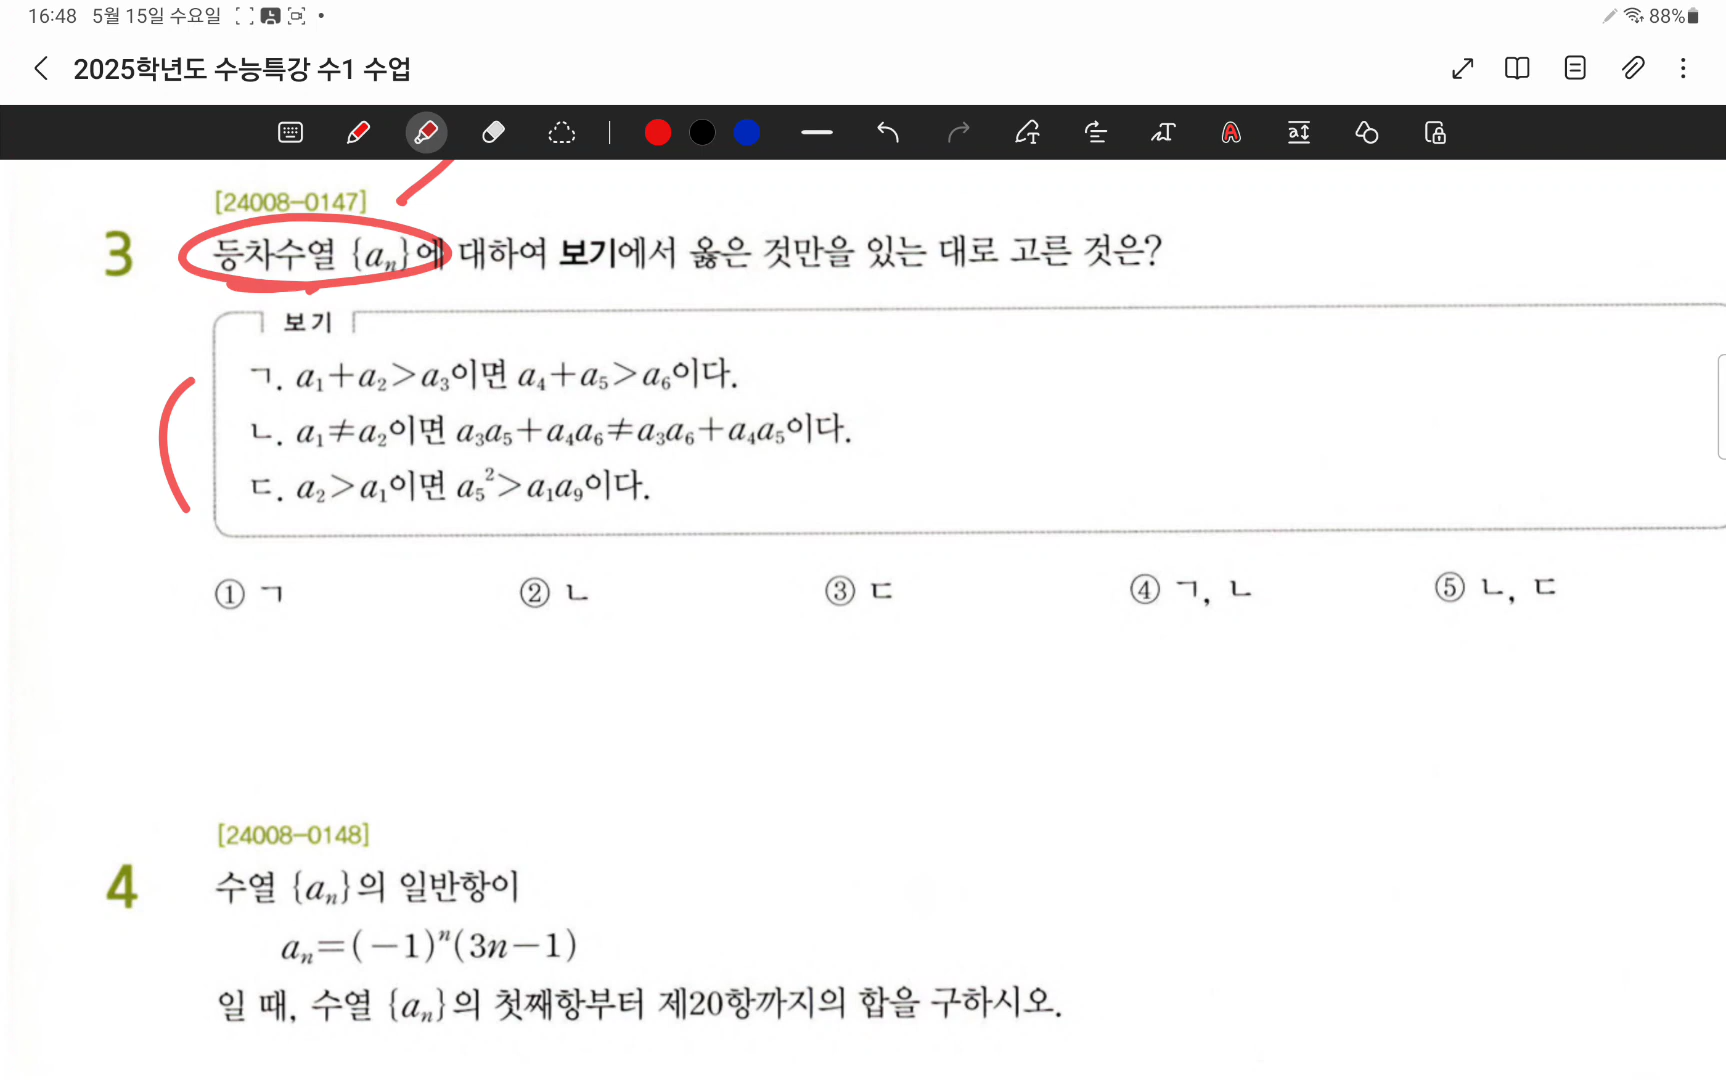 16:48 5월 15일 수요일 88%
2025학년도 수능특강 수1 수업
[24008-0147]
3 등차수열 {aₙ}에 대하여 보기에서 옳은 것만을 있는 대로 고른 것은?
보기
ㄱ. a₁+a₂>a₃이면 a₄+a₅>a₆이다.
ㄴ. a₁≠a₂이면 a₃a₅+a₄a₆≠a₃a₆+a₄a₅이다.
ㄷ. a₂>a₁이면 a₅²>a₁a₉이다.
① ㄱ ② ㄴ ③ ㄷ ④ ㄱ, ㄴ ⑤ ㄴ, ㄷ
[24008-0148]
4 수열 {aₙ}의 일반항이
aₙ=(-1)ⁿ(3n-1)
일 때, 수열 {aₙ}의 첫째항부터 제20항까지의 합을 구하시오.